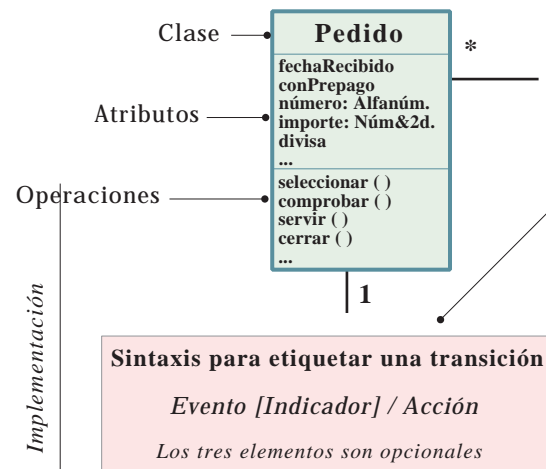 Clase
Pedido
*
fechaRecibido
conPrepago
número: Alfanúm.
importe: Núm&2d.
divisa
...
Atributos
Operaciones
seleccionar ( )
comprobar ( )
servir ( )
cerrar ( )
...
1
Implementación
Sintaxis para etiquetar una transición
Evento [Indicador] / Acción
Los tres elementos son opcionales